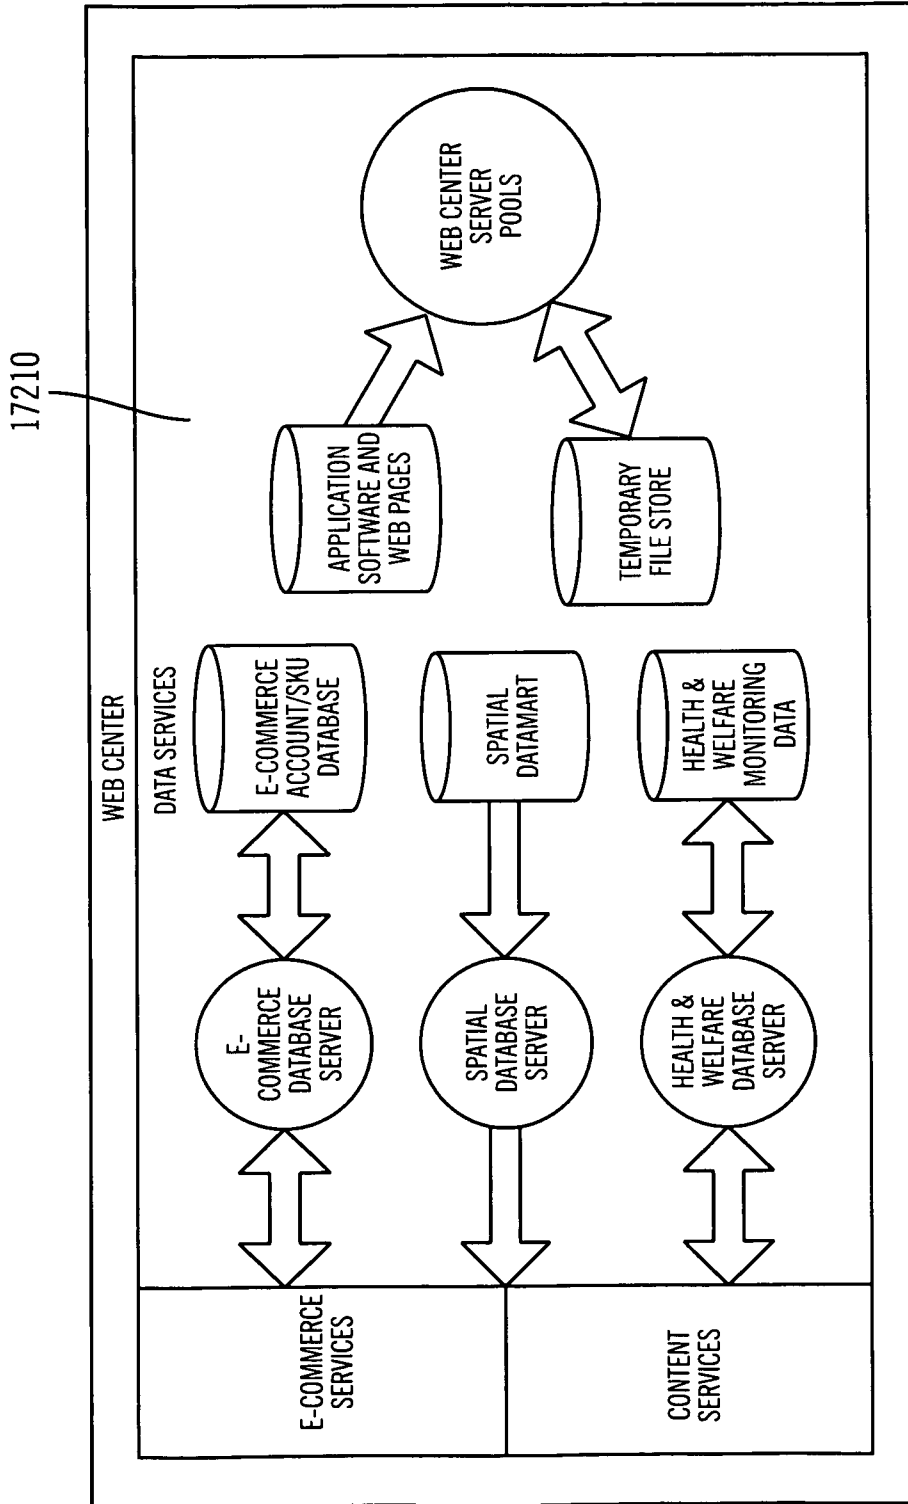 17210
WEB CENTER
DATA SERVICES
E-COMMERCE
SERVICES
CONTENT
SERVICES
E-
COMMERCE
DATABASE
SERVER
SPATIAL
DATABASE
SERVER
HEALTH &
WELFARE
DATABASE
SERVER
E-COMMERCE
ACCOUNT/SKU
DATABASE
SPATIAL
DATAMART
HEALTH &
WELFARE
MONITORING
DATA
APPLICATION
SOFTWARE AND
WEB PAGES
TEMPORARY
FILE STORE
WEB CENTER
SERVER
POOLS